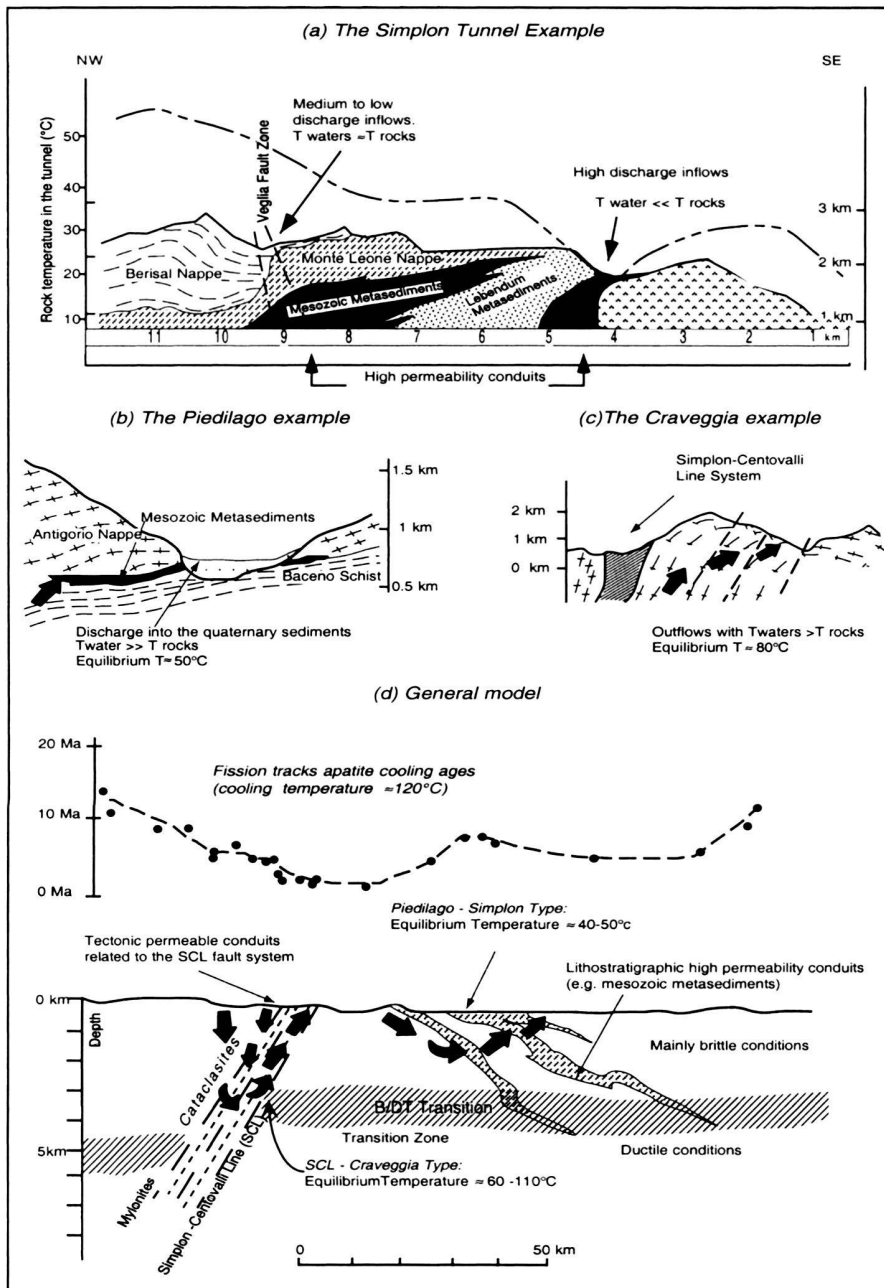 (a) The Simplon Tunnel Example
NW
SE
Medium to low
discharge inflows.
T waters ≈T rocks
High discharge inflows
T water << T rocks
Rock temperature in the tunnel (°C)
50
40
30
20
10
Veglia Fault Zone
3 km
2 km
1 km
Berisal Nappe
Monte Leone Nappe
Mesozoic Metasediments
Lebendum
Metasediments
11 10 9 8 7 6 5 4 3 2 1
km
High permeability conduits
(b) The Piedilago example
1.5 km
1 km
0.5 km
Mesozoic Metasediments
Antigorio Nappe
Baceno Schist
Discharge into the quaternary sediments
Twater >> T rocks
Equilibrium T≈50°C
(c)The Craveggia example
Simplon-Centovalli
Line System
2 km
1 km
0 km
Outflows with Twaters >T rocks
Equilibrium T ≈ 80°C
(d) General model
20 Ma
10 Ma
0 Ma
Fission tracks apatite cooling ages
(cooling temperature ≈120°C)
Piedilago - Simplon Type:
Equilibrium Temperature ≈ 40-50°c
Tectonic permeable conduits
related to the SCL fault system
Lithostratigraphic high permeability conduits
(e.g. mesozoic metasediments)
0 km
Depth
5km
Cataclasites
Mylonites
Simplon -Centovalli Line (SCL)
Mainly brittle conditions
B/DT Transition
Transition Zone
Ductile conditions
SCL - Craveggia Type:
EquilibriumTemperature ≈ 60 -110°C
0
50 km